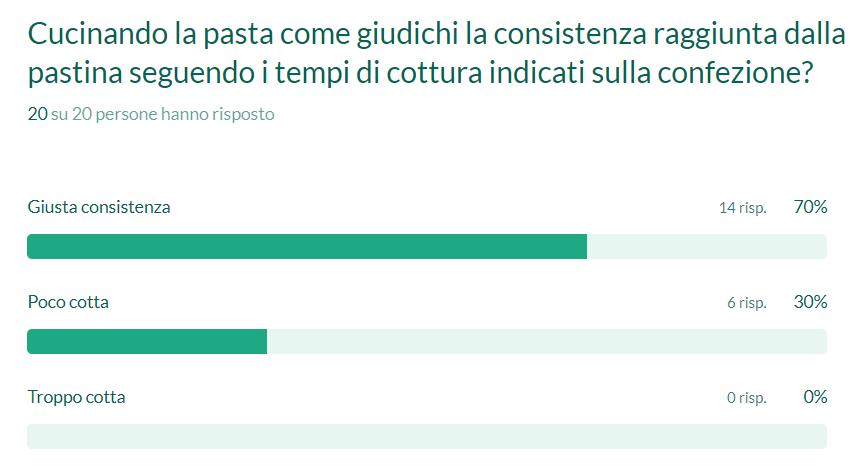 Cucinando la pasta come giudichi la consistenza raggiunta dalla
pastina seguendo i tempi di cottura indicati sulla confezione?
20 su 20 persone hanno risposto
Giusta consistenza 14 risp. 70%
Poco cotta 6 risp. 30%
Troppo cotta 0 risp. 0%